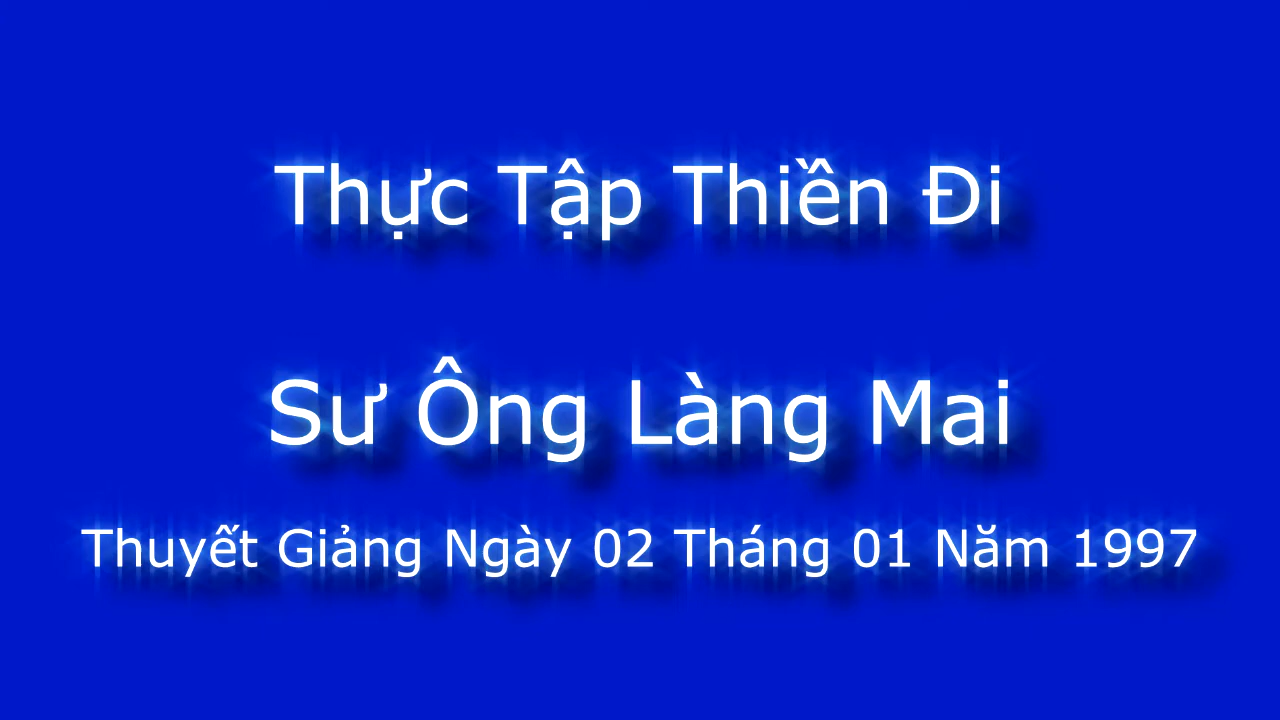 Thực Tập Thiền Đi
Sư Ông Làng Mai
Thuyết Giảng Ngày 02 Tháng 01 Năm 1997